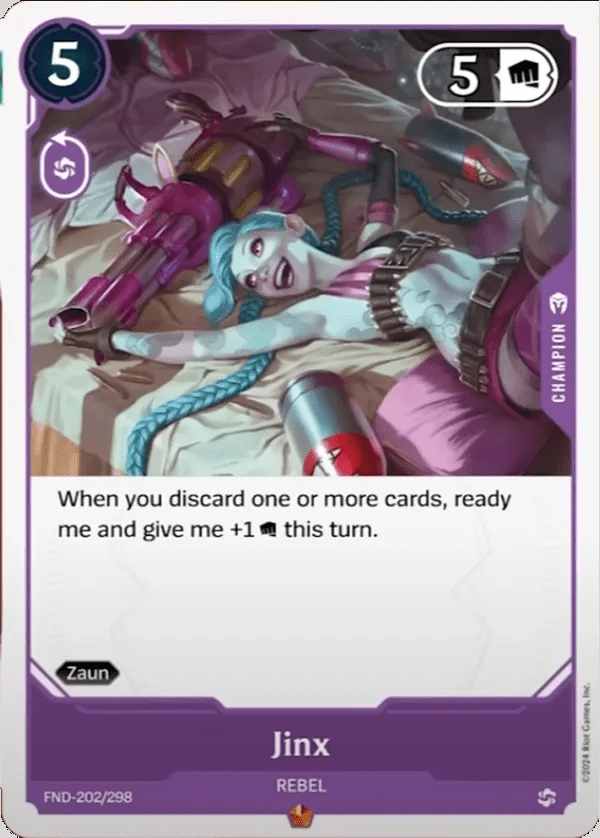 5
5
CHAMPION
When you discard one or more cards, ready
me and give me +1 this turn.
Zaun
Jinx
REBEL
FND-202/298
©2024 Riot Games, Inc.